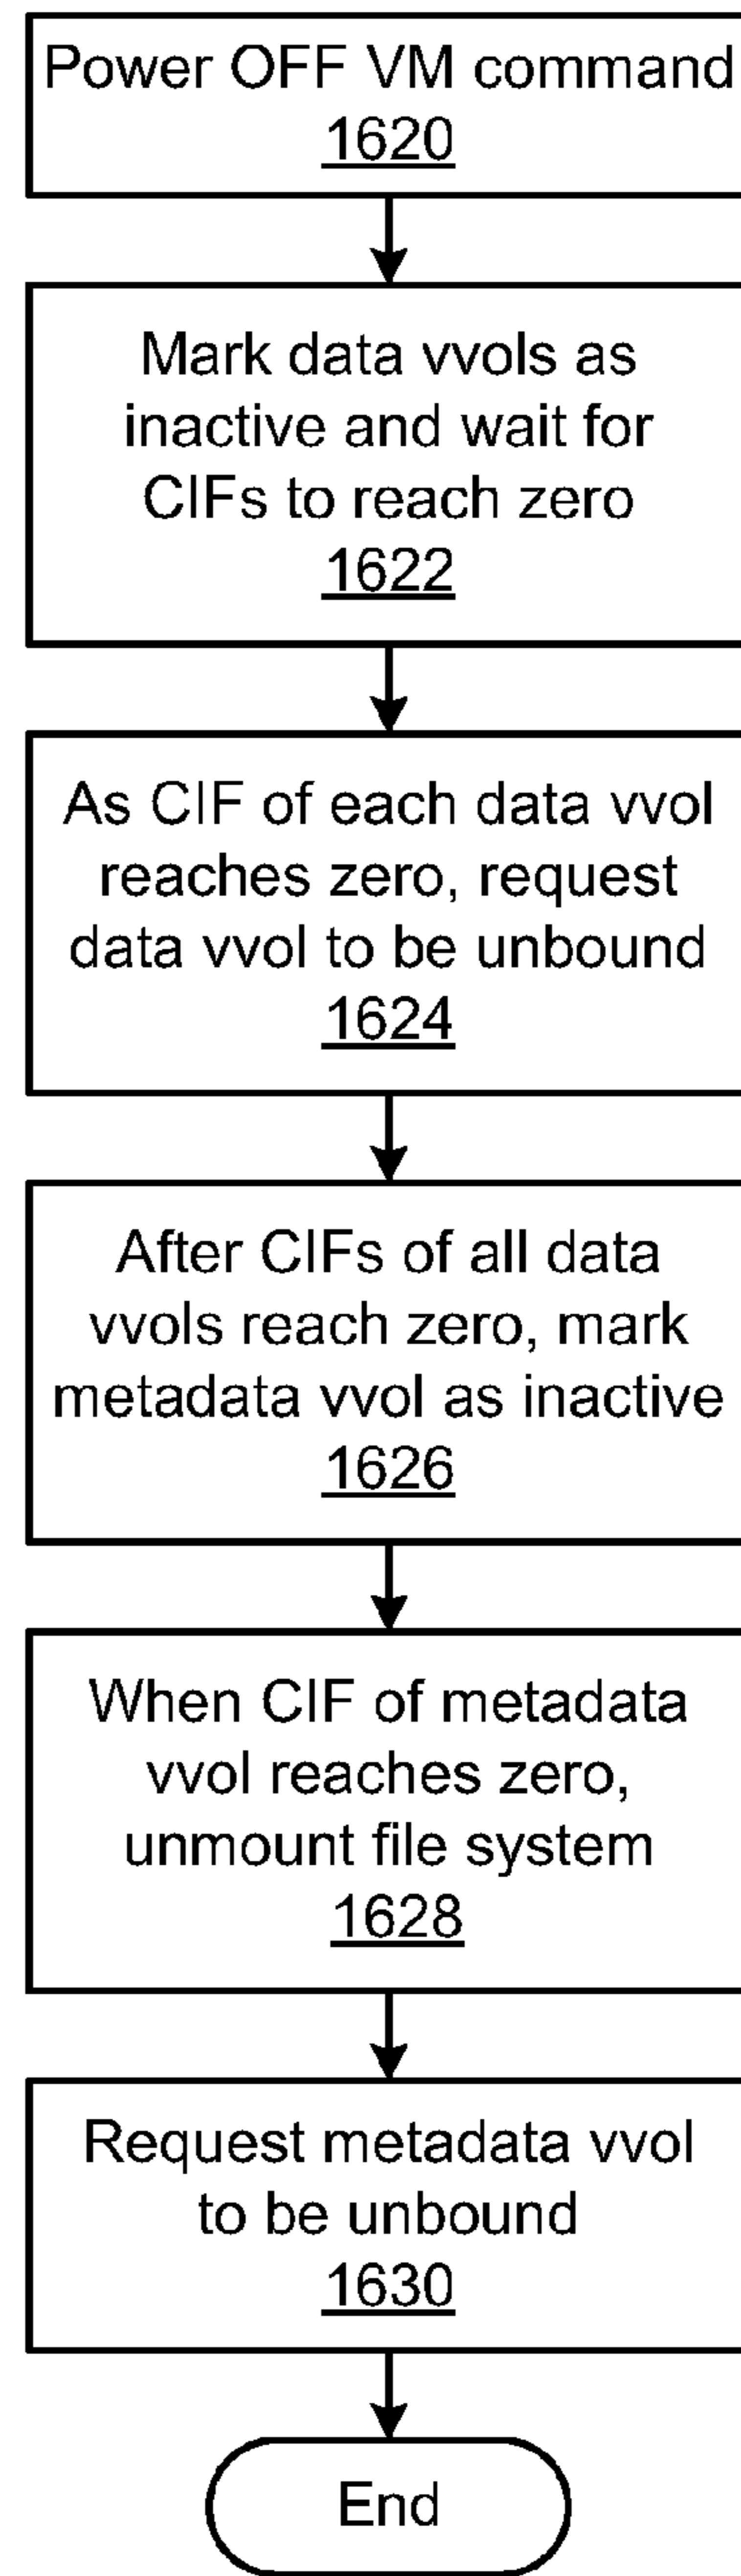 Power OFF VM command
1620
Mark data vvols as
inactive and wait for
CIFs to reach zero
1622
As CIF of each data vvol
reaches zero, request
data vvol to be unbound
1624
After CIFs of all data
vvols reach zero, mark
metadata vvol as inactive
1626
When CIF of metadata
vvol reaches zero,
unmount file system
1628
Request metadata vvol
to be unbound
1630
End